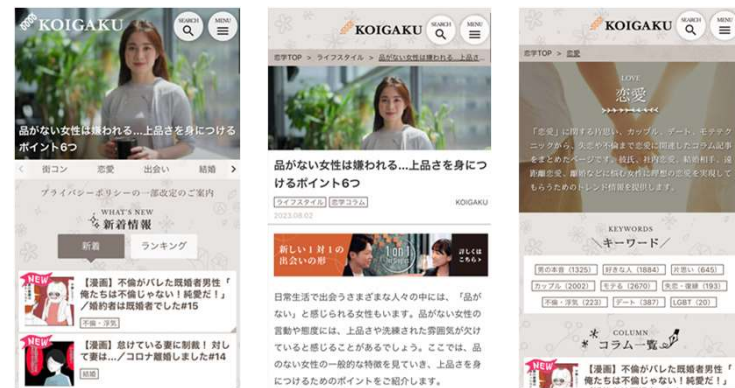 KOIGAKU
SEARCH
MENU
品がない女性は嫌われる...上品さを身につける
ポイント6つ
街コン
恋愛
出会い
結婚
プライバシーポリシーの一部改定のご案内
WHAT'S NEW
新着情報
新着
ランキング
NEW
【漫画】不倫がバレた既婚者男性「
俺たちは不倫じゃない！純愛だ！」
／婚約者は既婚者でした#15
不倫・浮気
NEW
【漫画】怠けている妻に制裁！ 対し
て妻は.../コロナ離婚しました#14
結婚
KOIGAKU
SEARCH
MENU
恋学TOP > ライフスタイル > 品がない女性は嫌われる...上品さ...
品がない女性は嫌われる...上品さを身につ
けるポイント6つ
ライフスタイル
恋学コラム
KOIGAKU
2023.08.02
新しい1対1の
出会いの形
1on1
詳しくは
こちら
日常生活で出会うさまざまな人々の中には、「品が
ない」と感じられる女性もいます。品がない女性の
言動や態度には、上品さや洗練された雰囲気が欠け
ていると感じることがあるでしょう。ここでは、品
のない女性の一般的な特徴を見ていき、上品さを身
につけるためのポイントをご紹介します。
KOIGAKU
SEARCH
MENU
恋学TOP > 恋愛
LOVE
恋愛
「恋愛」に関する片思い、カップル、デート、モテテク
ニックから、失恋や不倫まで恋愛に関連したコラム記事
をまとめたページです。彼氏、社内恋愛、結婚相手、遠
距離恋愛、離婚などに悩む女性に理想の恋愛を実現して
もらうためのトレンド情報を提供します。
KEYWORDS
キーワード
男の本音（1325）
好きな人（1884）
片思い（645）
カップル（2002）
モテる（2670）
失恋・復縁（193）
不倫・浮気（223）
デート（387）
LGBT（20）
COLUMN
コラム一覧
NEW
【漫画】不倫がバレた既婚者男性「
俺たちは不倫じゃない！純愛だ！」